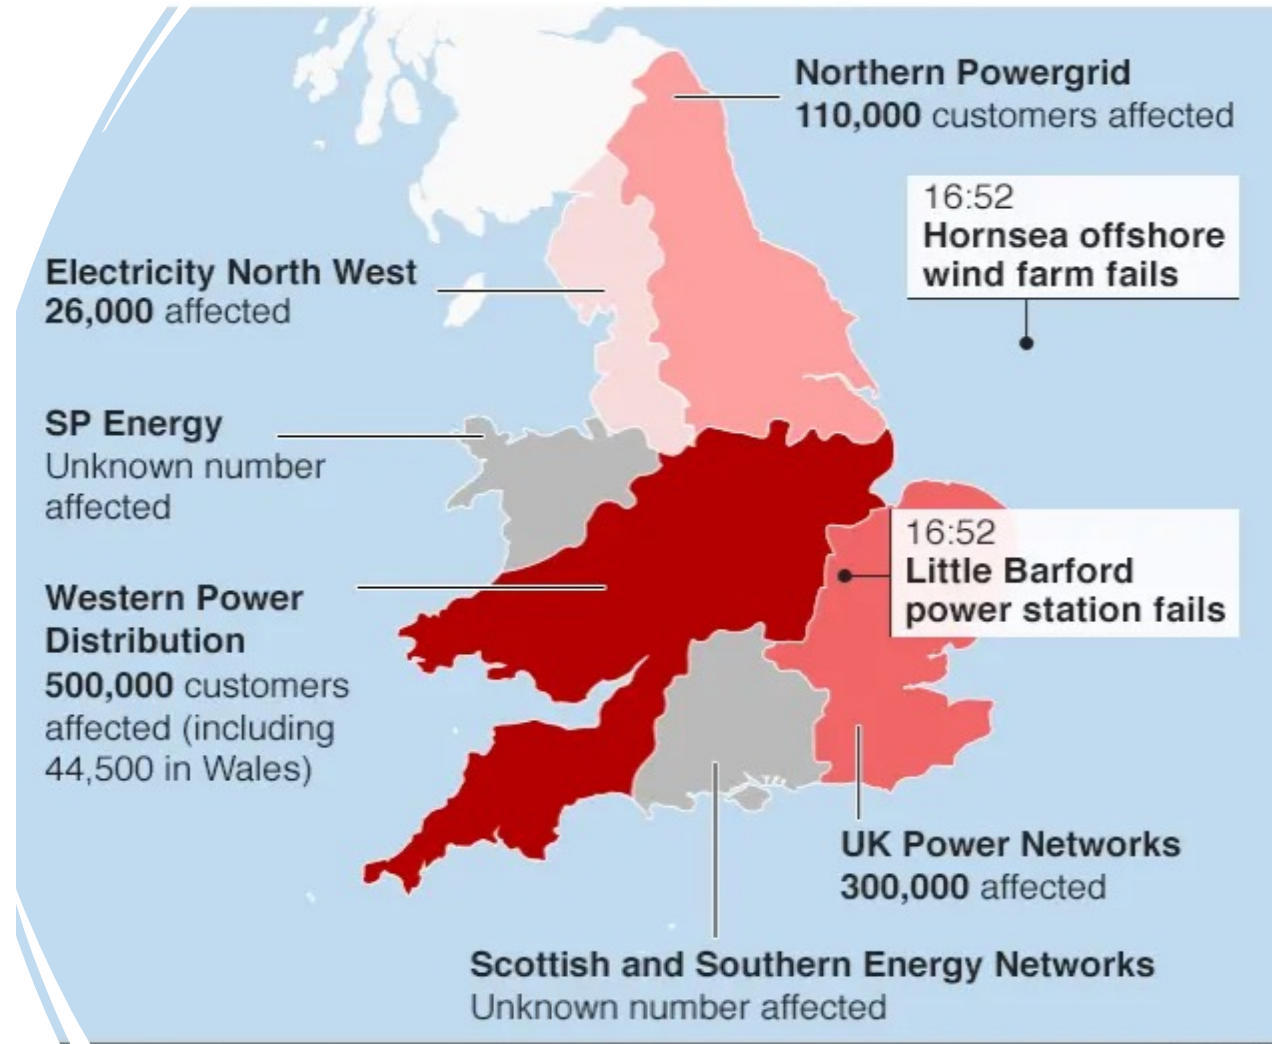 Northern Powergrid
110,000 customers affected
16:52
Hornsea offshore
wind farm fails
Electricity North West
26,000 affected
SP Energy
Unknown number
affected
16:52
Little Barford
power station fails
Western Power
Distribution
500,000 customers
affected (including
44,500 in Wales)
UK Power Networks
300,000 affected
Scottish and Southern Energy Networks
Unknown number affected